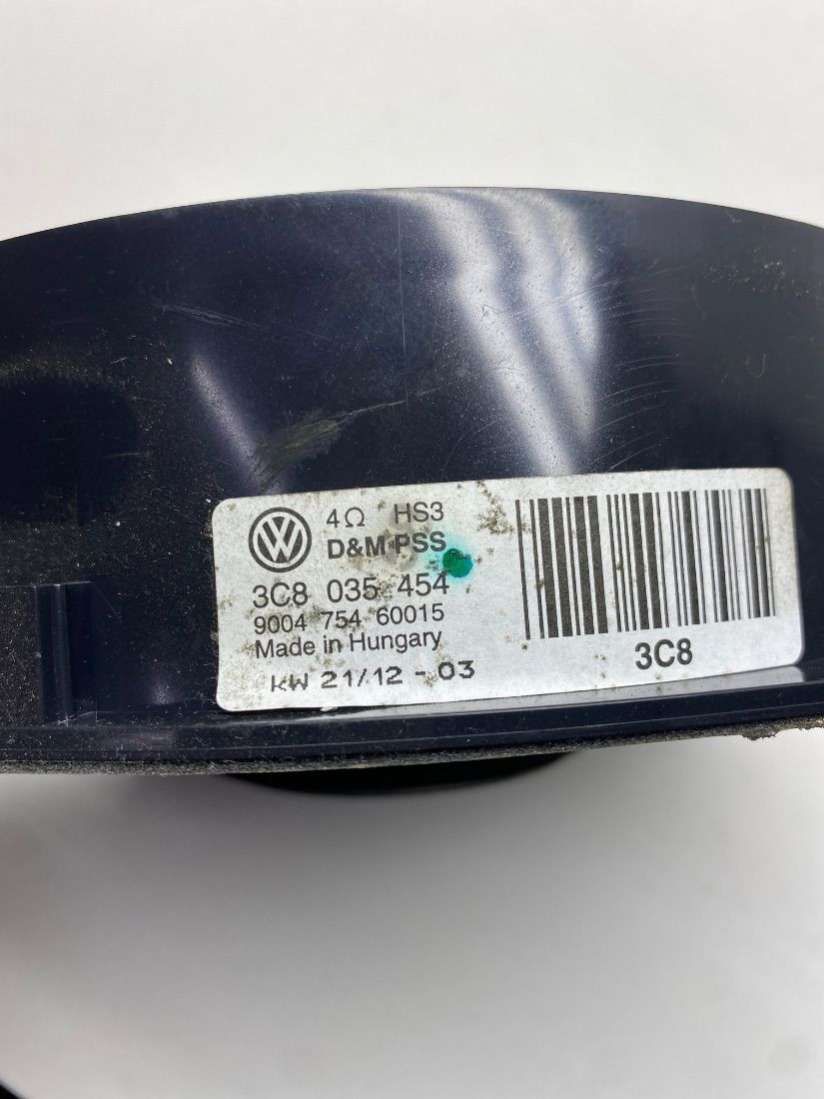 4Ω HS3
D&M PSS
3C8 035 454
9004 754 60015
Made in Hungary
KW 21/12 - 03
3C8